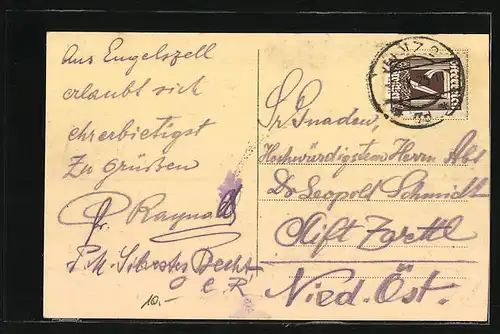 Aus Engelszell
erlaubt sich
ehrerbietigst
Zu grüßen
Fr. Raynald
P. M. Silvester Becht,
O C R
10.-
Sr. Gnaden,
Hochwürdigsten Herrn Abt
Dr. Leopold Schmidt
Stift Zwettl
Nied. Öst.